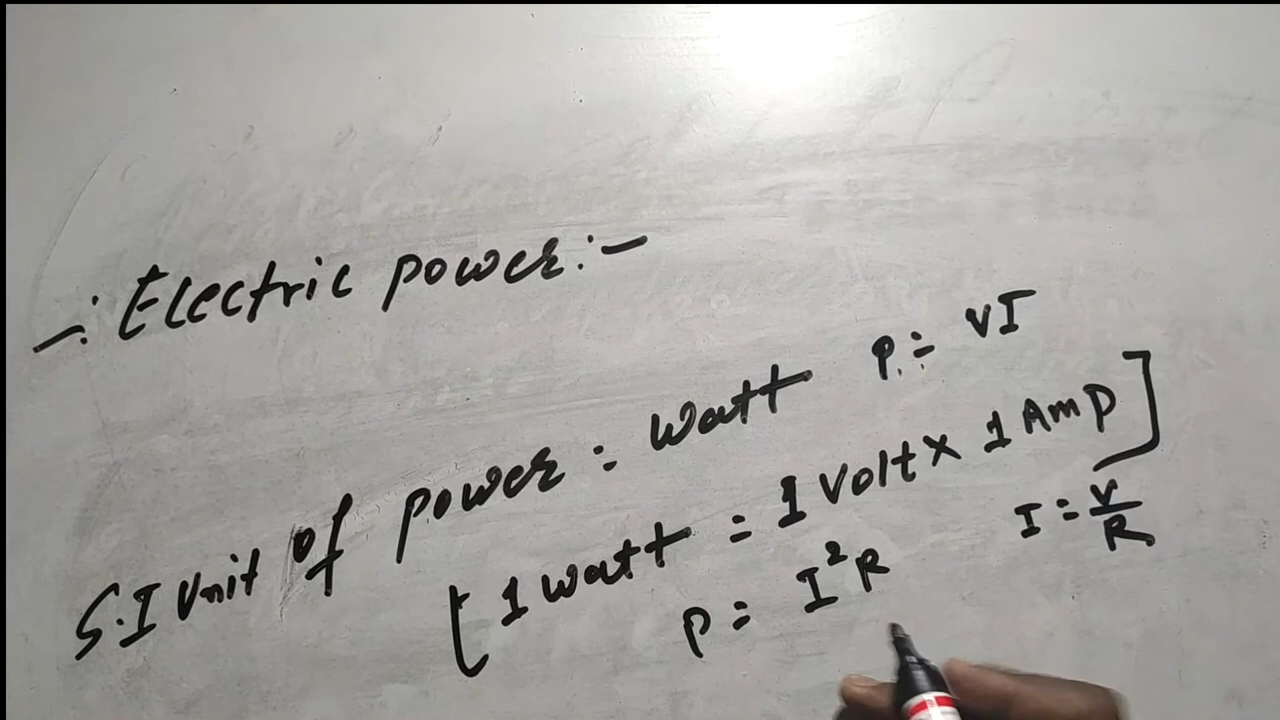 -: Electric power:-
S.I Unit of power = Watt P = VI
[1 watt = 1 Volt × 1 Amp]
P = I²R I = V/R